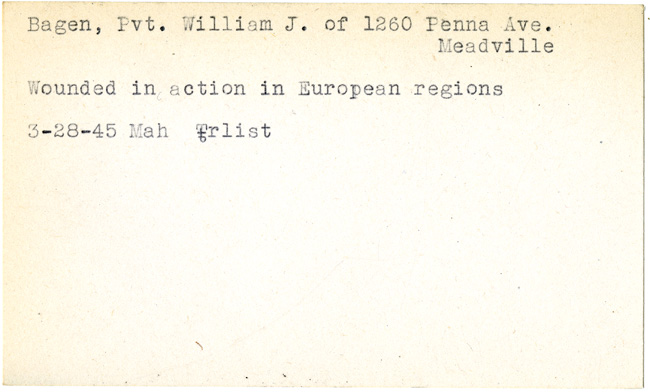 Bagen, Pvt. William J. of 1260 Penna Ave.
Meadville
Wounded in action in European regions
3-28-45 Mah Trlist